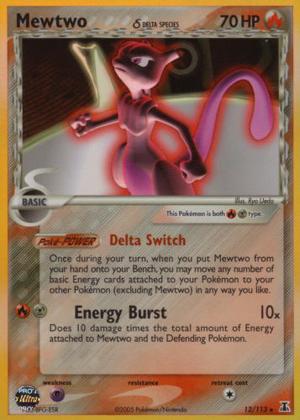 Mewtwo δ DELTA SPECIES 70 HP
Illus. Ryo Ueda
BASIC
This Pokémon is both type.
Poké-POWER Delta Switch
Once during your turn, when you put Mewtwo from
your hand onto your Bench, you may move any number of
basic Energy cards attached to your Pokémon to your
other Pokémon (excluding Mewtwo) in any way you like.
Energy Burst 10x
Does 10 damage times the total amount of Energy
attached to Mewtwo and the Defending Pokémon.
weakness resistance retreat cost
PRO
Ultra
©2005 Pokémon/Nintendo 12/113 ★